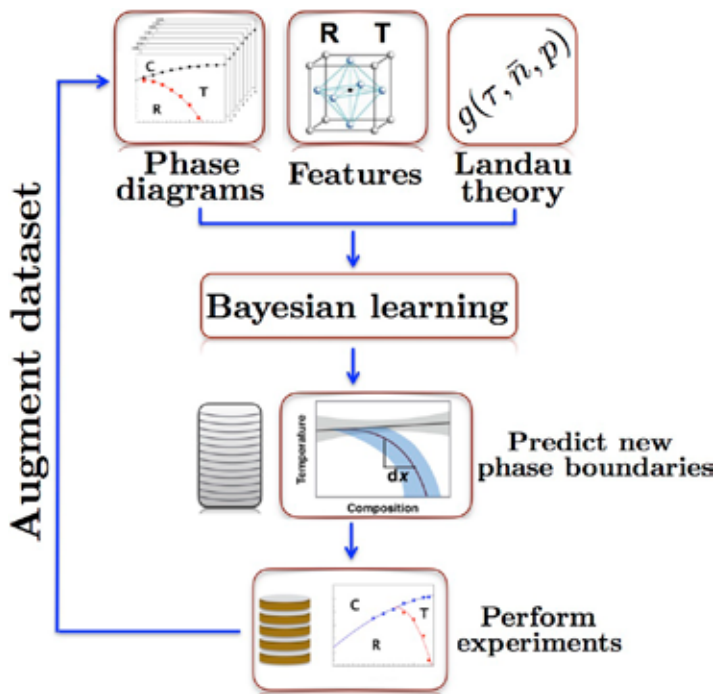 C
T
R
Phase
diagrams
R T
Features
g(τ, n̄, p)
Landau
theory
Augment dataset
Bayesian learning
Temperature
dx
Composition
Predict new
phase boundaries
C
T
R
Perform
experiments